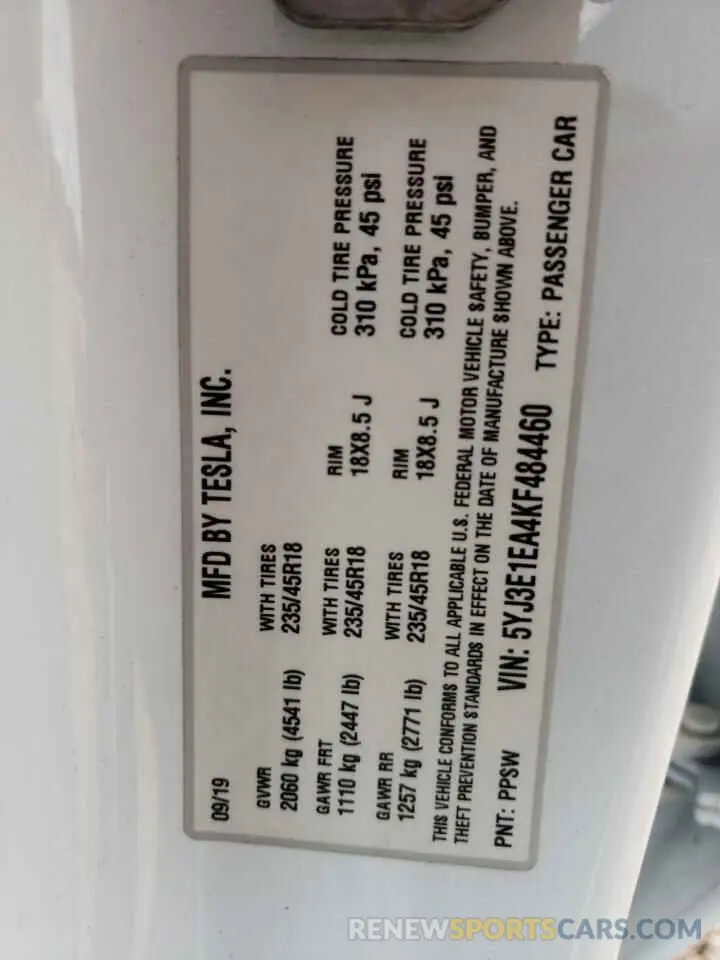 09/19 MFD BY TESLA, INC.
GVWR WITH TIRES
2060 kg (4541 lb) 235/45R18
GAWR FRT WITH TIRES RIM COLD TIRE PRESSURE
1110 kg (2447 lb) 235/45R18 18X8.5 J 310 kPa, 45 psi
GAWR RR WITH TIRES RIM COLD TIRE PRESSURE
1257 kg (2771 lb) 235/45R18 18X8.5 J 310 kPa, 45 psi
THIS VEHICLE CONFORMS TO ALL APPLICABLE U.S. FEDERAL MOTOR VEHICLE SAFETY, BUMPER, AND
THEFT PREVENTION STANDARDS IN EFFECT ON THE DATE OF MANUFACTURE SHOWN ABOVE.
PNT: PPSW VIN: 5YJ3E1EA4KF484460 TYPE: PASSENGER CAR
RENEWSPORTSCARS.COM